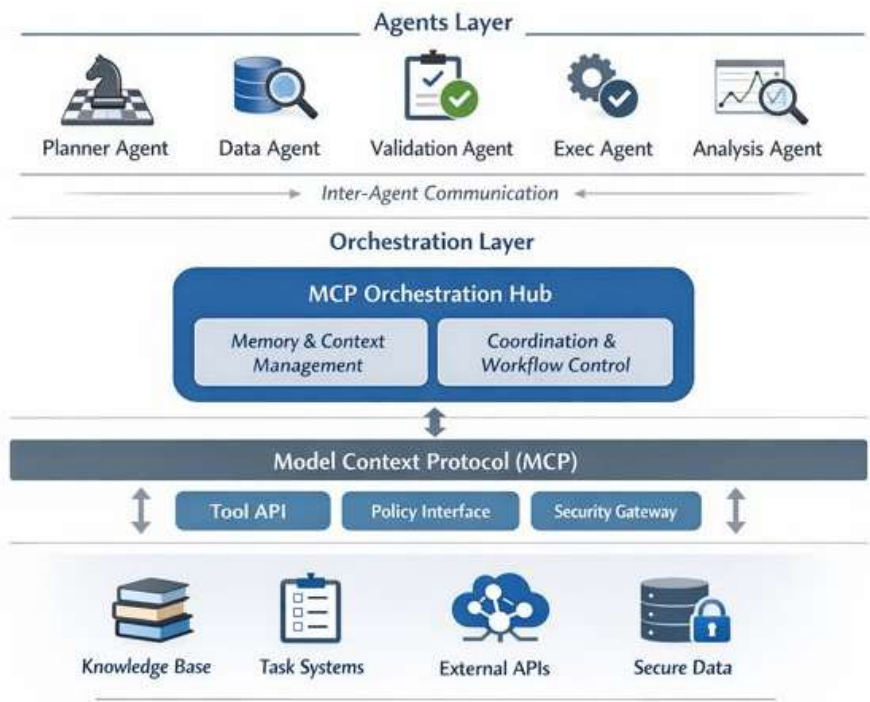 Agents Layer
Planner Agent
Data Agent
Validation Agent
Exec Agent
Analysis Agent
Inter-Agent Communication
Orchestration Layer
MCP Orchestration Hub
Memory & Context
Management
Coordination &
Workflow Control
Model Context Protocol (MCP)
Tool API
Policy Interface
Security Gateway
Knowledge Base
Task Systems
External APIs
Secure Data